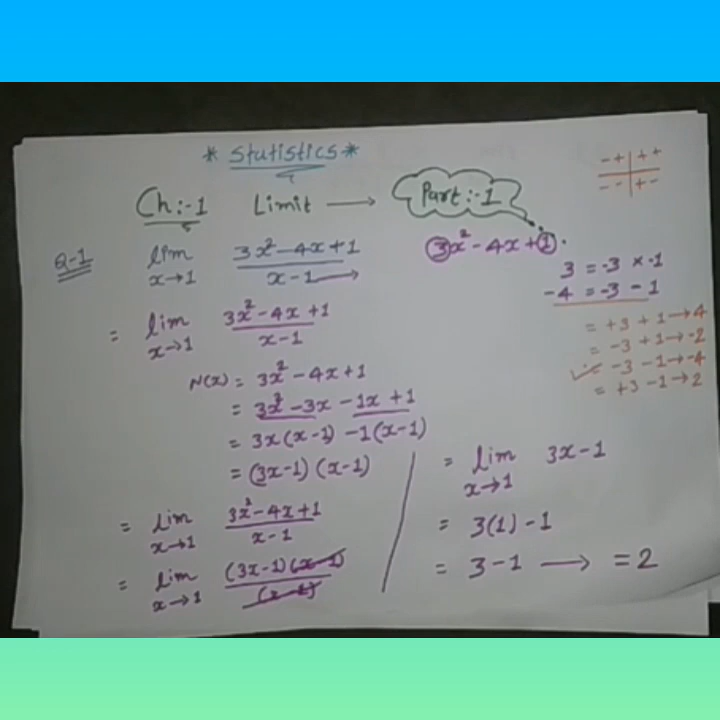 * Statistics *
Ch:-1 Limit → Part:-1
Q-1 lim x→1 3x²-4x+1 / x-1 →
3x²-4x+1.
-+ | ++
-- | +-
3 = -3 × -1
-4 = -3 - 1
= +3 + 1 → 4
= -3 + 1 → -2
✓= -3 - 1 → -4
= +3 - 1 → 2
= lim x→1 3x²-4x+1 / x-1
N(x) = 3x²-4x+1
= 3x²-3x-1x+1
= 3x(x-1)-1(x-1)
= (3x-1)(x-1)
= lim x→1 3x²-4x+1 / x-1
= lim x→1 (3x-1)(x-1) / (x-1)
= lim x→1 3x-1
= 3(1)-1
= 3-1 → =2